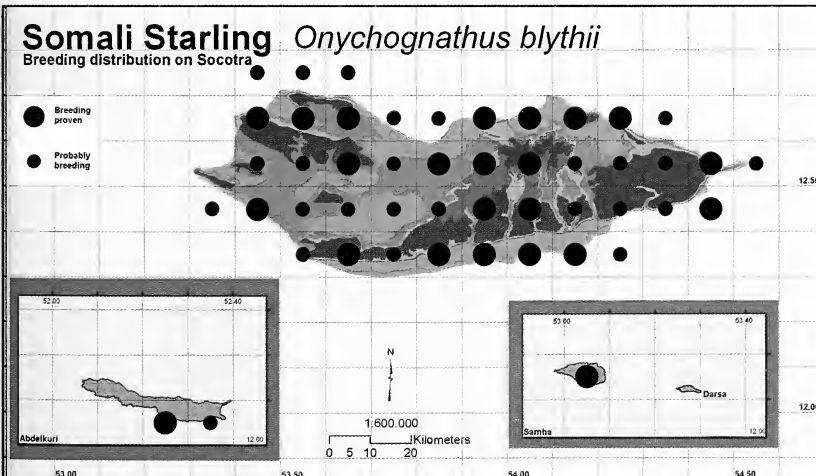 Somali Starling Onychognathus blythii
Breeding distribution on Socotra
Breeding
proven
Probably
breeding
12.50
52.00
52.40
Abdelkuri
12.00
N
1:600.000
Kilometers
0 5 10 20
53.00
53.40
Darsa
Samha
12.00
12.00
53.00
53.50
54.00
54.50